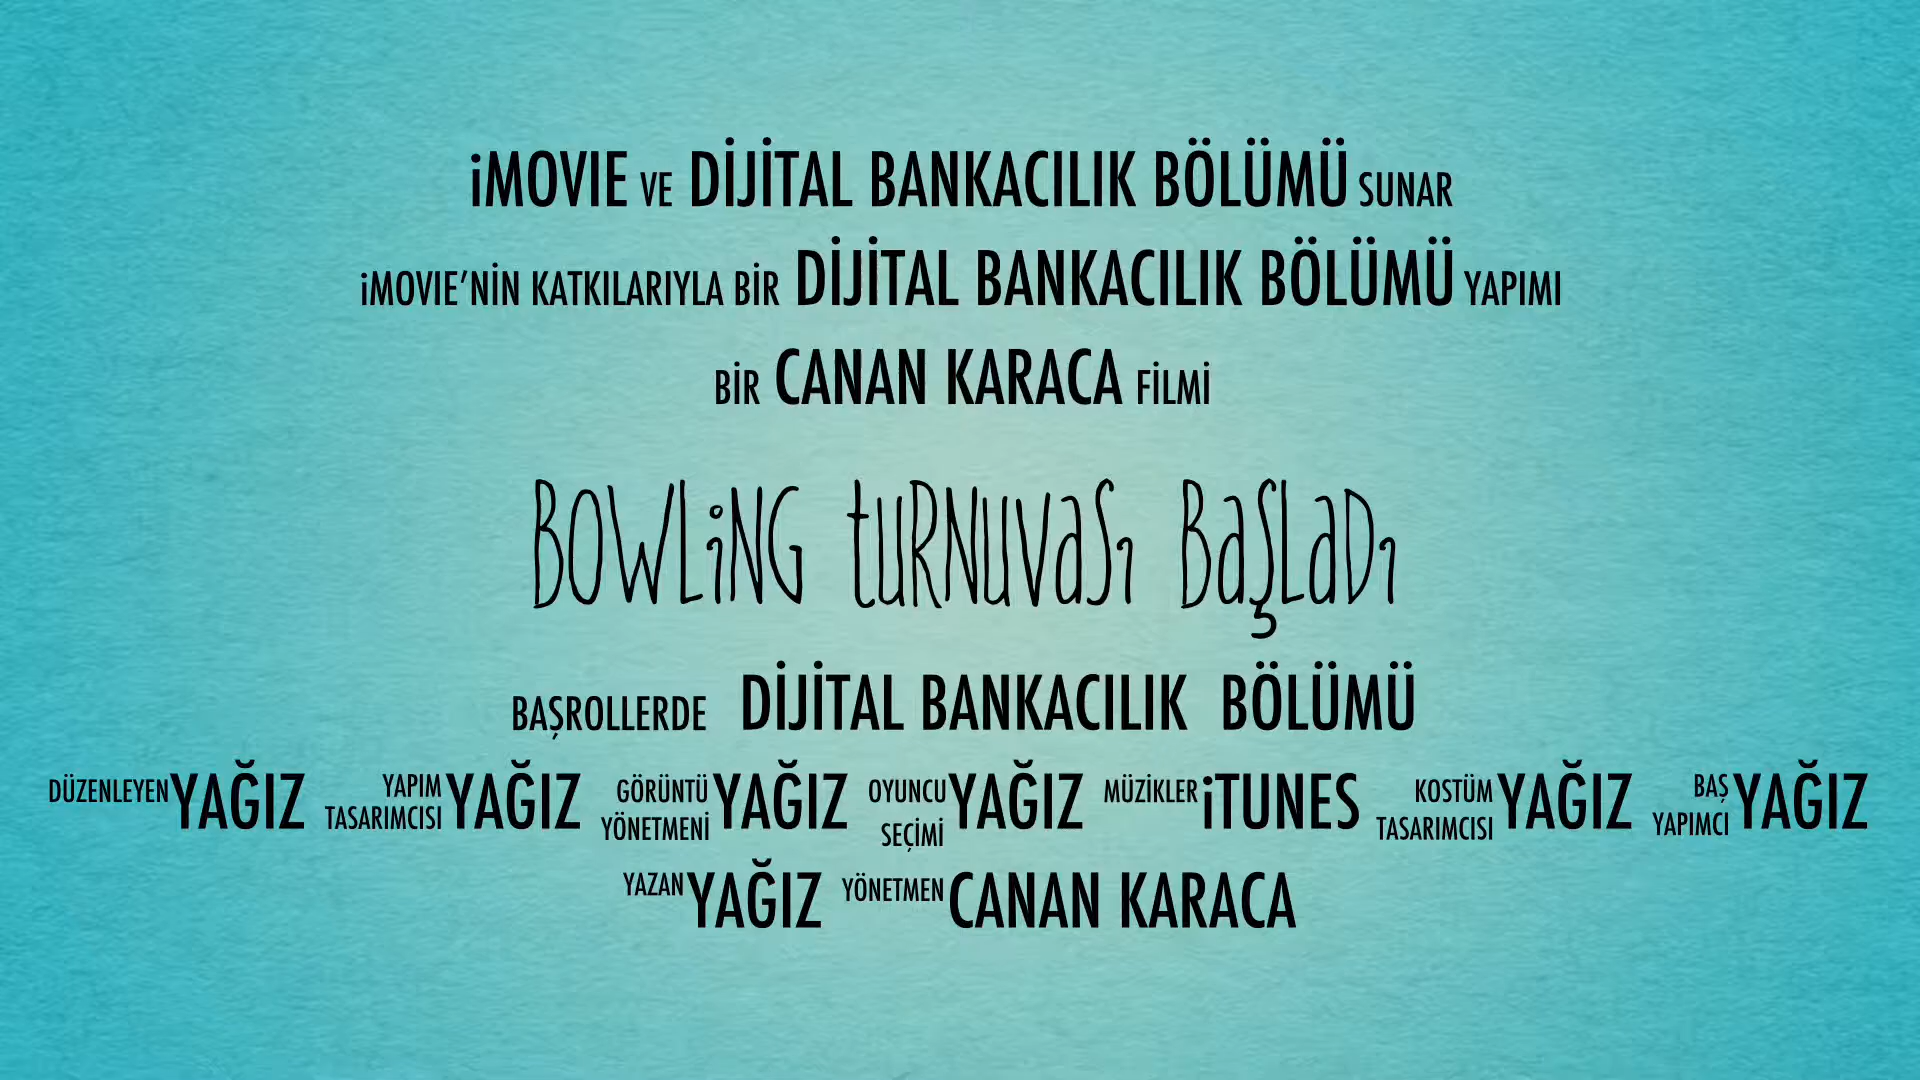 iMOVIE VE DİJİTAL BANKACILIK BÖLÜMÜ SUNAR
iMOVIE’NİN KATKILARIYLA BİR DİJİTAL BANKACILIK BÖLÜMÜ YAPIMI
BİR CANAN KARACA FİLMİ
BOWLiNG tURNUVaSı BaŞLaDı
BAŞROLLERDE DİJİTAL BANKACILIK BÖLÜMÜ
DÜZENLEYEN YAĞIZ YAPIM TASARIMCISI YAĞIZ GÖRÜNTÜ YÖNETMENİ YAĞIZ OYUNCU SEÇİMİ YAĞIZ MÜZİKLER iTUNES KOSTÜM TASARIMCISI YAĞIZ BAŞ YAPIMCI YAĞIZ
YAZAN YAĞIZ YÖNETMEN CANAN KARACA